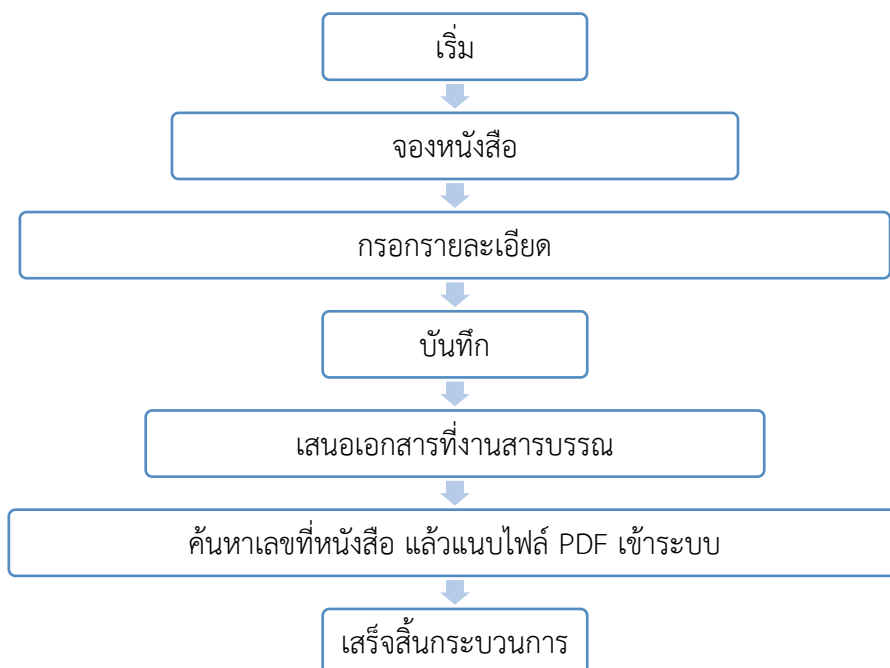 เริ่ม
จองหนังสือ
กรอกรายละเอียด
บันทึก
เสนอเอกสารที่งานสารบรรณ
ค้นหาเลขที่หนังสือ แล้วแนบไฟล์ PDF เข้าระบบ
เสร็จสิ้นกระบวนการ